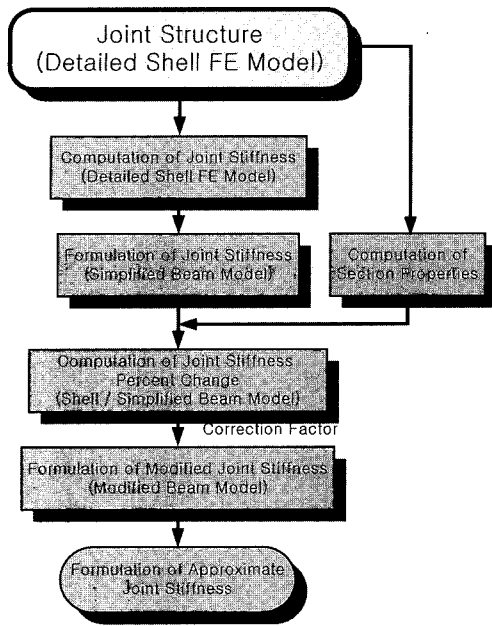 Joint Structure
(Detailed Shell FE Model)
Computation of Joint Stiffness
(Detailed Shell FE Model)
Formulation of Joint Stiffness
(Simplified Beam Model)
Computation of
Section Properties
Computation of Joint Stiffness
Percent Change
(Shell / Simplified Beam Model)
Correction Factor
Formulation of Modified Joint Stiffness
(Modified Beam Model)
Formulation of Approximate
Joint Stiffness